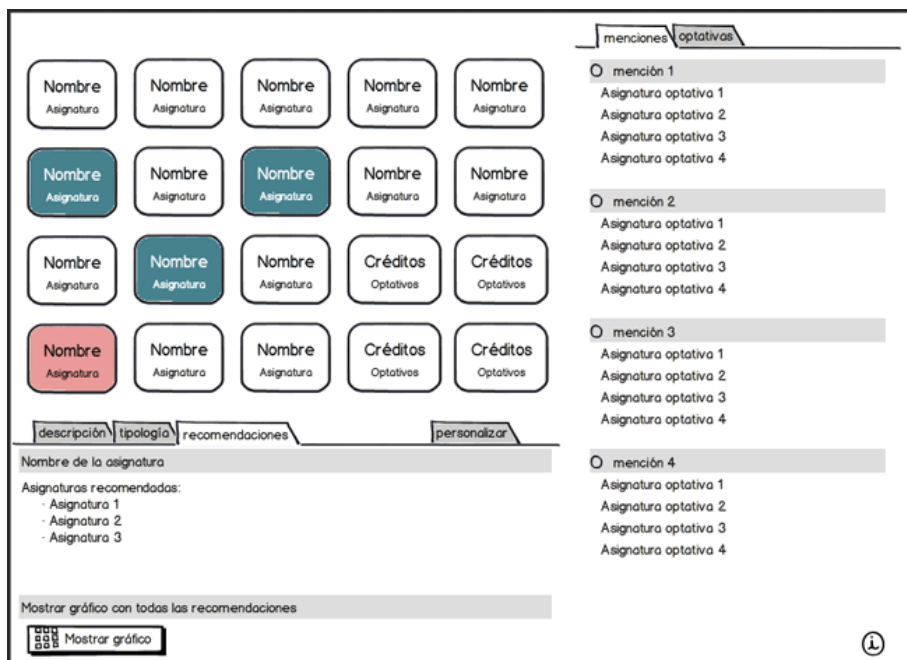 menciones optativas
Nombre Nombre Nombre Nombre Nombre
Asignatura Asignatura Asignatura Asignatura Asignatura
Nombre Nombre Nombre Nombre Nombre
Asignatura Asignatura Asignatura Asignatura Asignatura
Nombre Nombre Nombre Créditos Créditos
Asignatura Asignatura Asignatura Optativos Optativos
Nombre Nombre Nombre Créditos Créditos
Asignatura Asignatura Asignatura Optativos Optativos
descripción tipología recomendaciones personalizar
Nombre de la asignatura
Asignaturas recomendadas:
· Asignatura 1
· Asignatura 2
· Asignatura 3
Mostrar gráfico con todas las recomendaciones
Mostrar gráfico
mención 1
Asignatura optativa 1
Asignatura optativa 2
Asignatura optativa 3
Asignatura optativa 4
mención 2
Asignatura optativa 1
Asignatura optativa 2
Asignatura optativa 3
Asignatura optativa 4
mención 3
Asignatura optativa 1
Asignatura optativa 2
Asignatura optativa 3
Asignatura optativa 4
mención 4
Asignatura optativa 1
Asignatura optativa 2
Asignatura optativa 3
Asignatura optativa 4
i